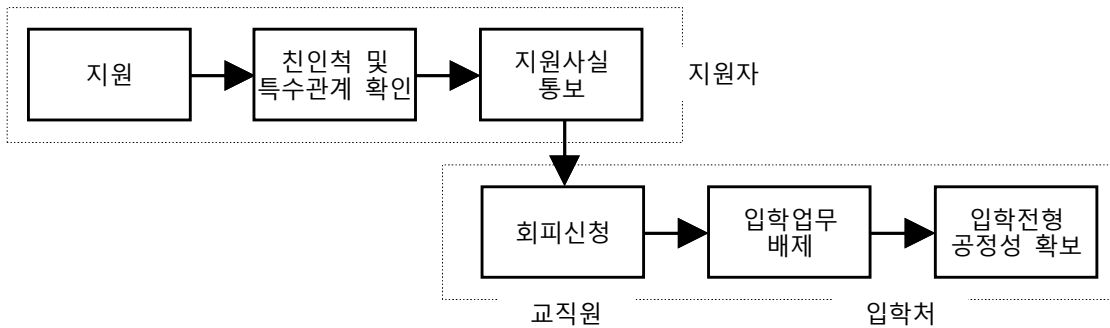 지원
친인척 및
특수관계 확인
지원사실
통보
지원자
회피신청
입학업무
배제
입학전형
공정성 확보
교직원
입학처